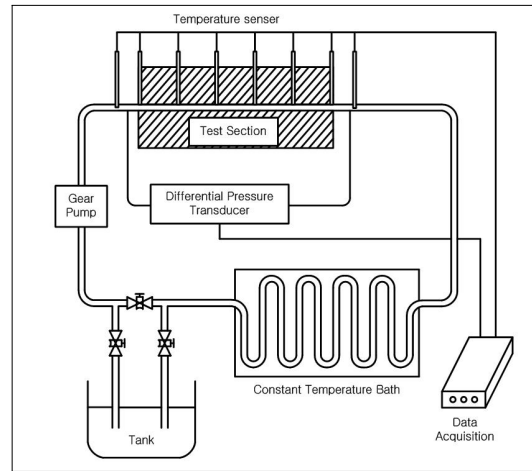 Temperature senser
Test Section
Gear
Pump
Differential Pressure
Transducer
Constant Temperature Bath
Tank
Data
Acquisition